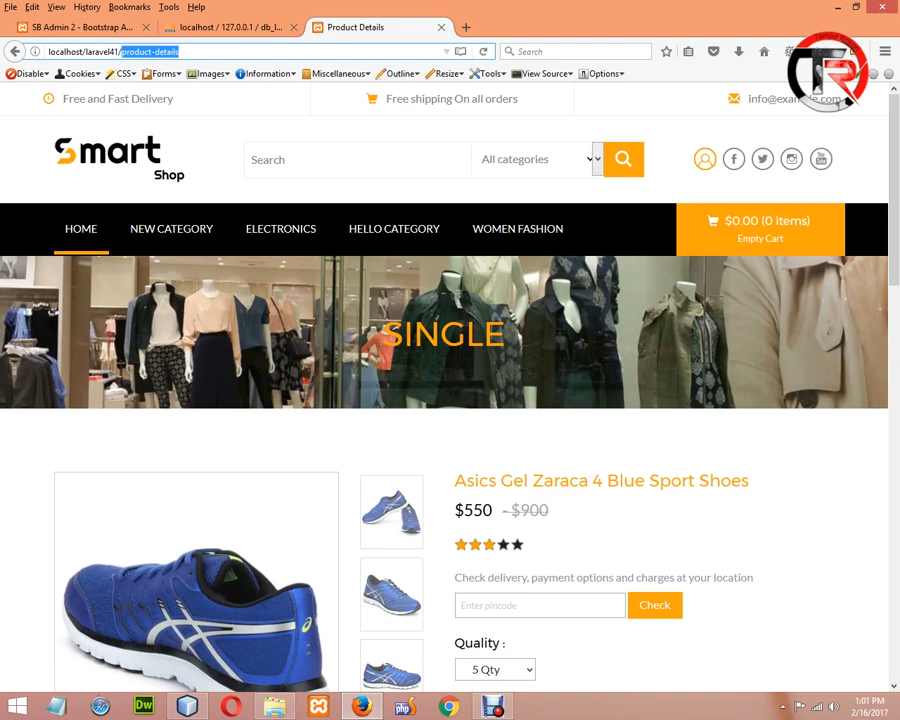 File Edit View History Bookmarks Tools Help
SB Admin 2 - Bootstrap A...
localhost / 127.0.0.1 / db_l...
Product Details
localhost/laravel41/product-details
Search
Disable Cookies CSS Forms Images Information Miscellaneous Outline Resize Tools View Source Options
Free and Fast Delivery
Free shipping On all orders
info@example.com
Smart
Shop
Search
All categories
You
Tube
HOME
NEW CATEGORY
ELECTRONICS
HELLO CATEGORY
WOMEN FASHION
$0.00 (0 items)
Empty Cart
SINGLE
Asics Gel Zaraca 4 Blue Sport Shoes
$550 - $900
Check delivery, payment options and charges at your location
Enter pincode
Check
Quality :
5 Qty
Dw
php
1:01 PM
2/16/2017